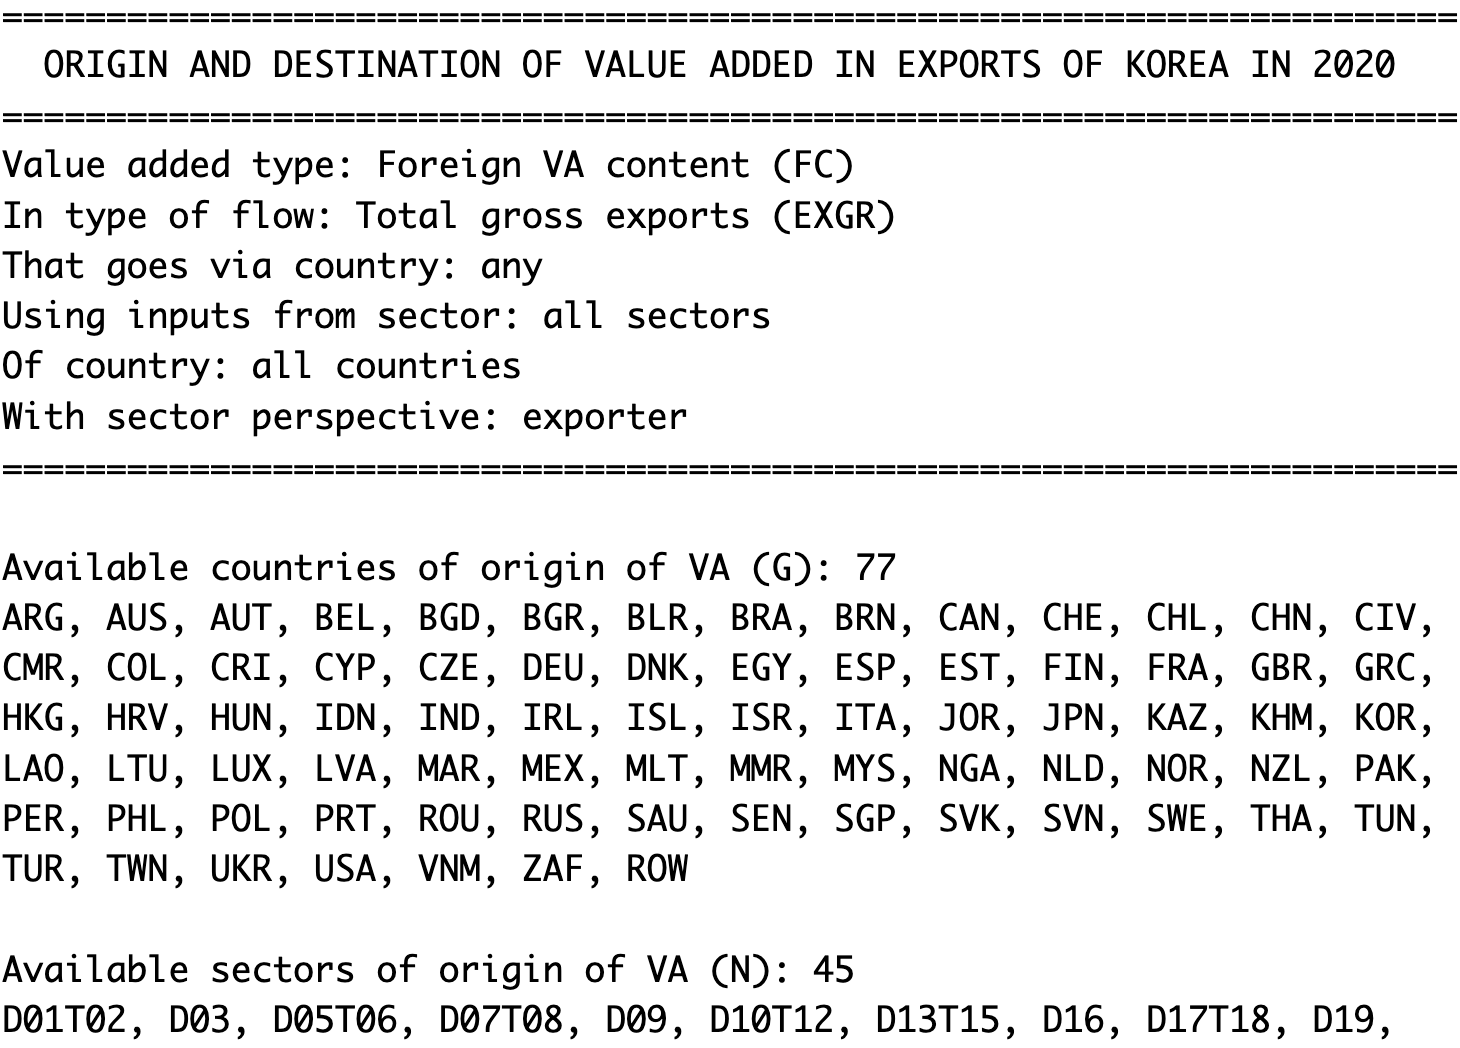 ======================================================================
ORIGIN AND DESTINATION OF VALUE ADDED IN EXPORTS OF KOREA IN 2020
======================================================================
Value added type: Foreign VA content (FC)
In type of flow: Total gross exports (EXGR)
That goes via country: any
Using inputs from sector: all sectors
Of country: all countries
With sector perspective: exporter
======================================================================
Available countries of origin of VA (G): 77
ARG, AUS, AUT, BEL, BGD, BGR, BLR, BRA, BRN, CAN, CHE, CHL, CHN, CIV,
CMR, COL, CRI, CYP, CZE, DEU, DNK, EGY, ESP, EST, FIN, FRA, GBR, GRC,
HKG, HRV, HUN, IDN, IND, IRL, ISL, ISR, ITA, JOR, JPN, KAZ, KHM, KOR,
LAO, LTU, LUX, LVA, MAR, MEX, MLT, MMR, MYS, NGA, NLD, NOR, NZL, PAK,
PER, PHL, POL, PRT, ROU, RUS, SAU, SEN, SGP, SVK, SVN, SWE, THA, TUN,
TUR, TWN, UKR, USA, VNM, ZAF, ROW
Available sectors of origin of VA (N): 45
D01T02, D03, D05T06, D07T08, D09, D10T12, D13T15, D16, D17T18, D19,